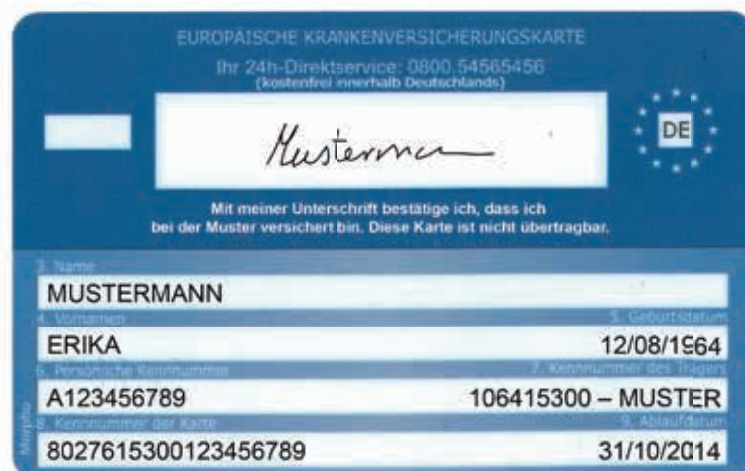 EUROPÄISCHE KRANKENVERSICHERUNGSKARTE
Ihr 24h-Direktservice: 0800.54565456
(kostenfrei innerhalb Deutschlands)
Mustermann
DE
Mit meiner Unterschrift bestätige ich, dass ich
bei der Muster versichert bin. Diese Karte ist nicht übertragbar.
3. Name
MUSTERMANN
4. Vornamen 5. Geburtsdatum
ERIKA 12/08/1964
6. Persönliche Kennnummer 7. Kennnummer des Trägers
A123456789 106415300 – MUSTER
8. Kennnummer der Karte 9. Ablaufdatum
8027615300123456789 31/10/2014
Morpho